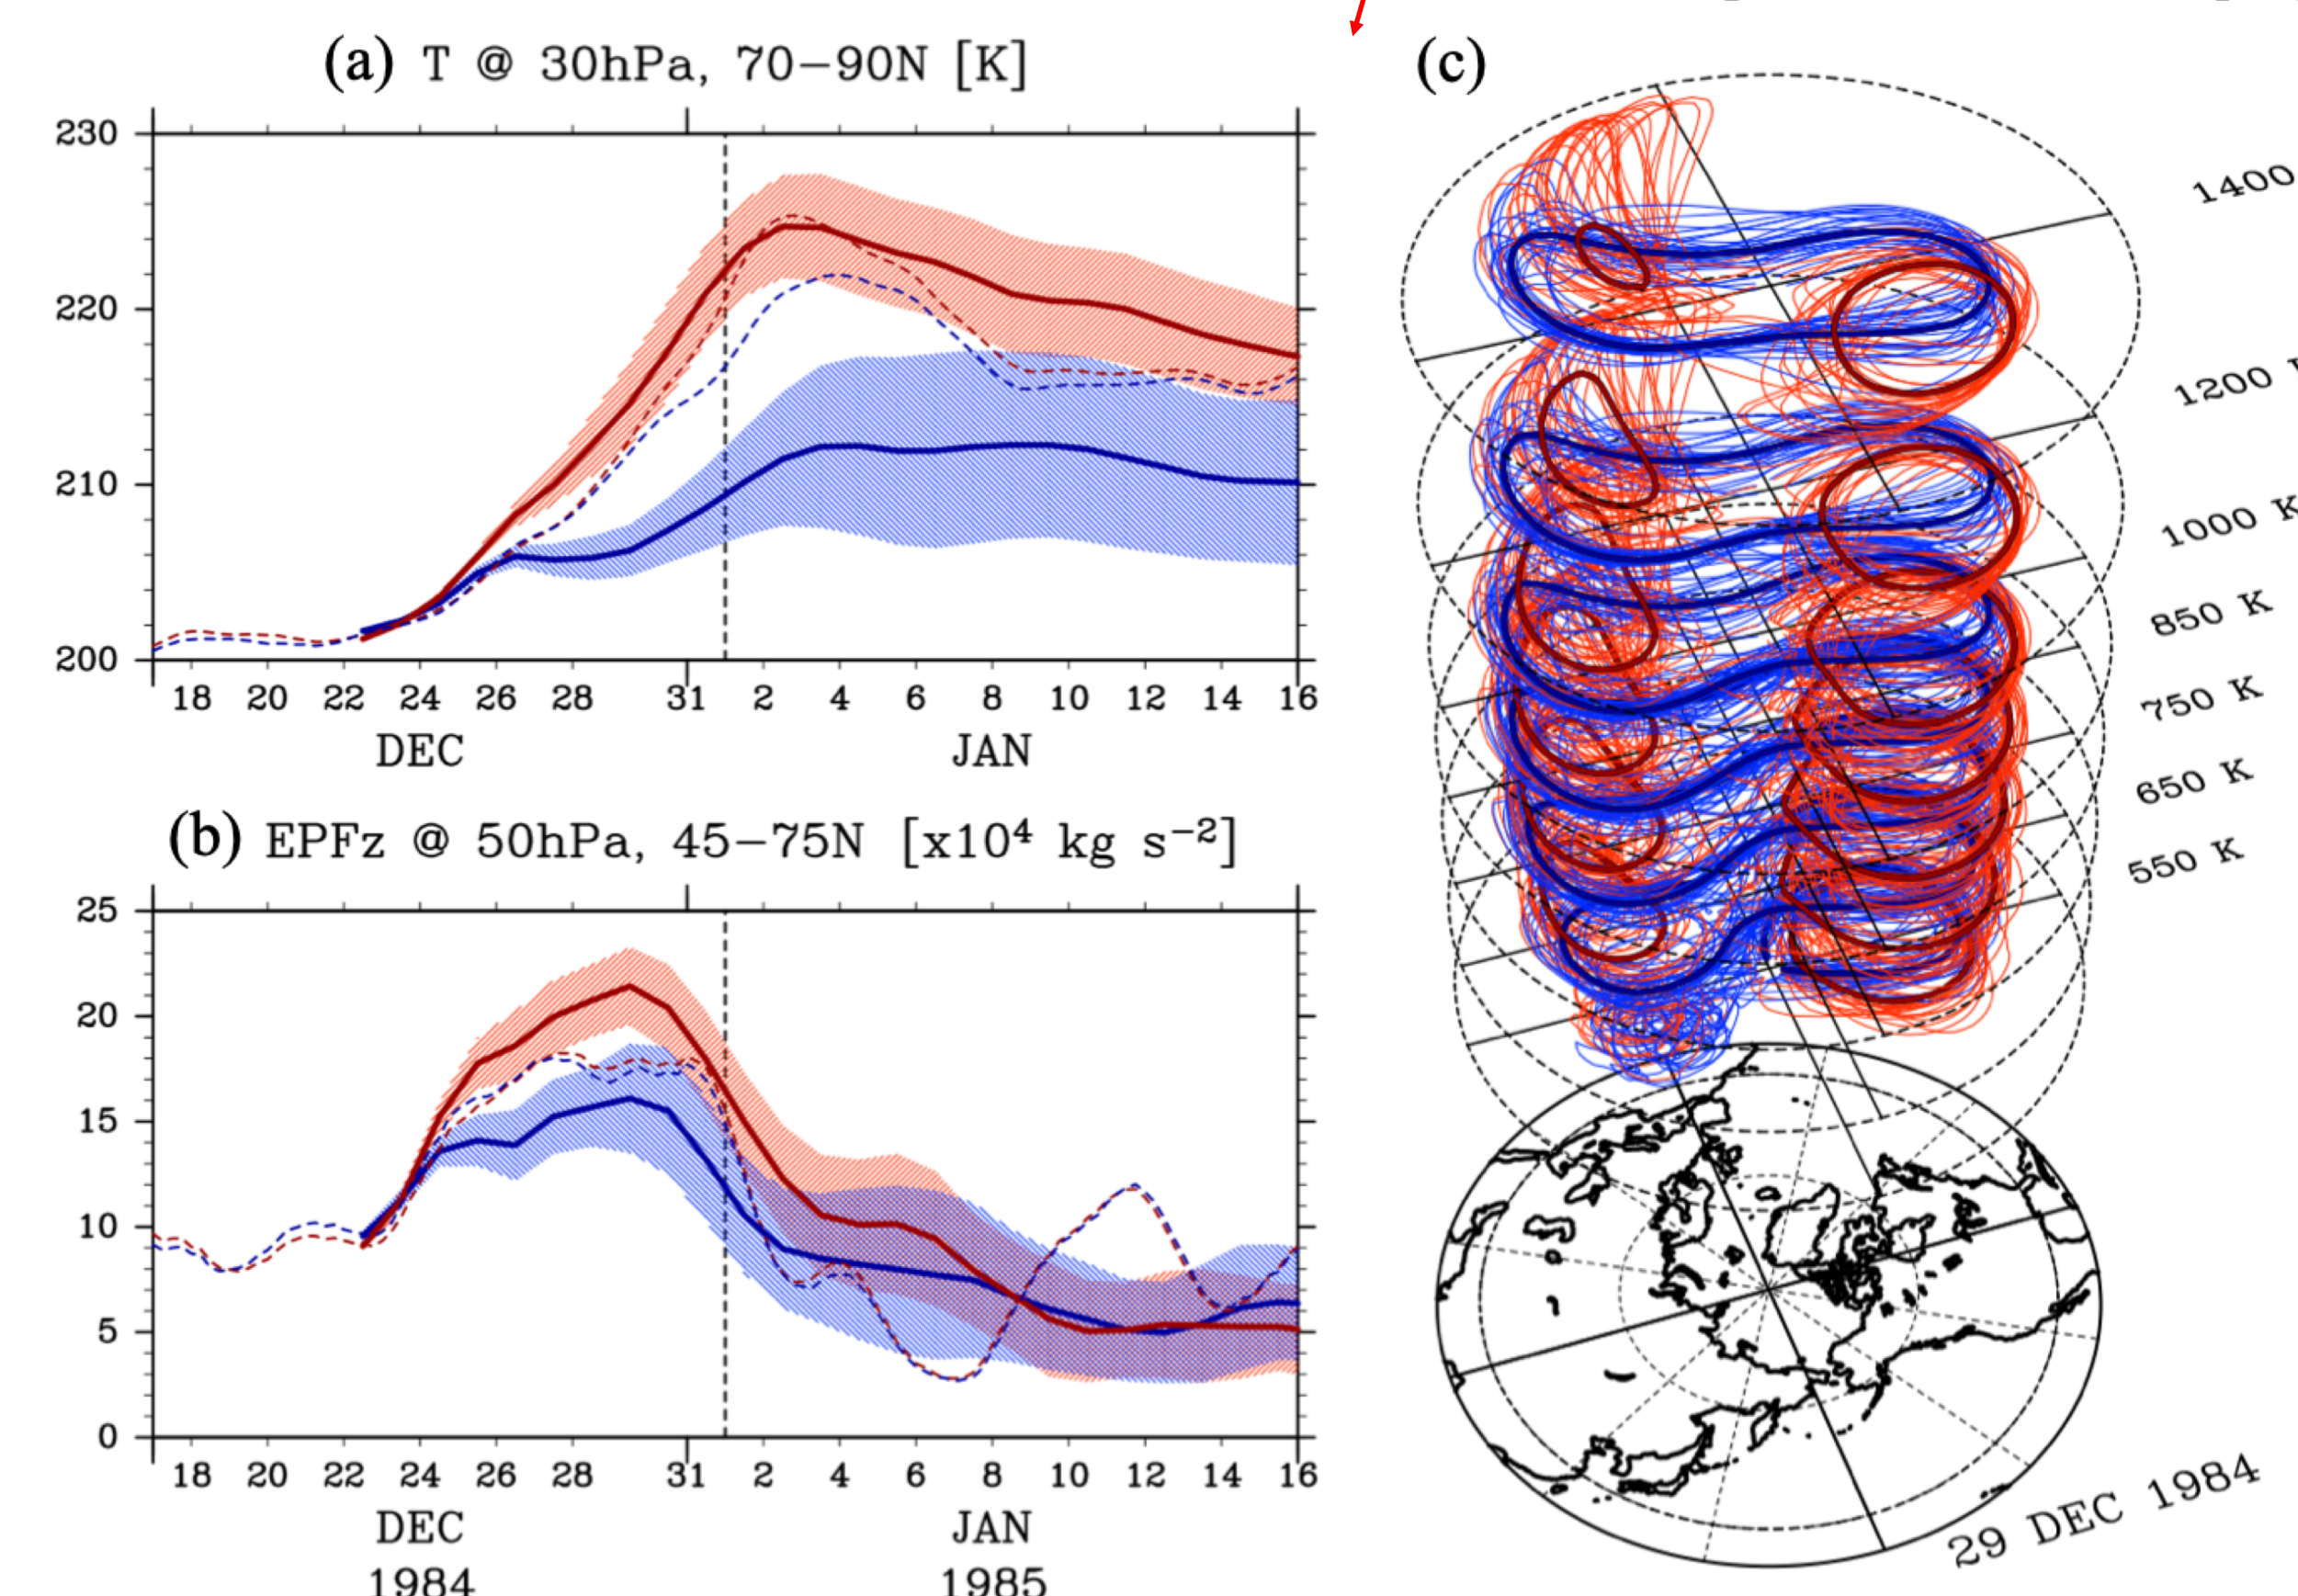 (a) T @ 30hPa, 70−90N [K]
230
220
210
200
18 20 22 24 26 28 31 2 4 6 8 10 12 14 16
DEC JAN
(b) EPFz @ 50hPa, 45−75N [x10⁴ kg s⁻²]
25
20
15
10
5
0
18 20 22 24 26 28 31 2 4 6 8 10 12 14 16
DEC JAN
1984 1985
(c)
1400
1200
1000 K
850 K
750 K
650 K
550 K
29 DEC 1984